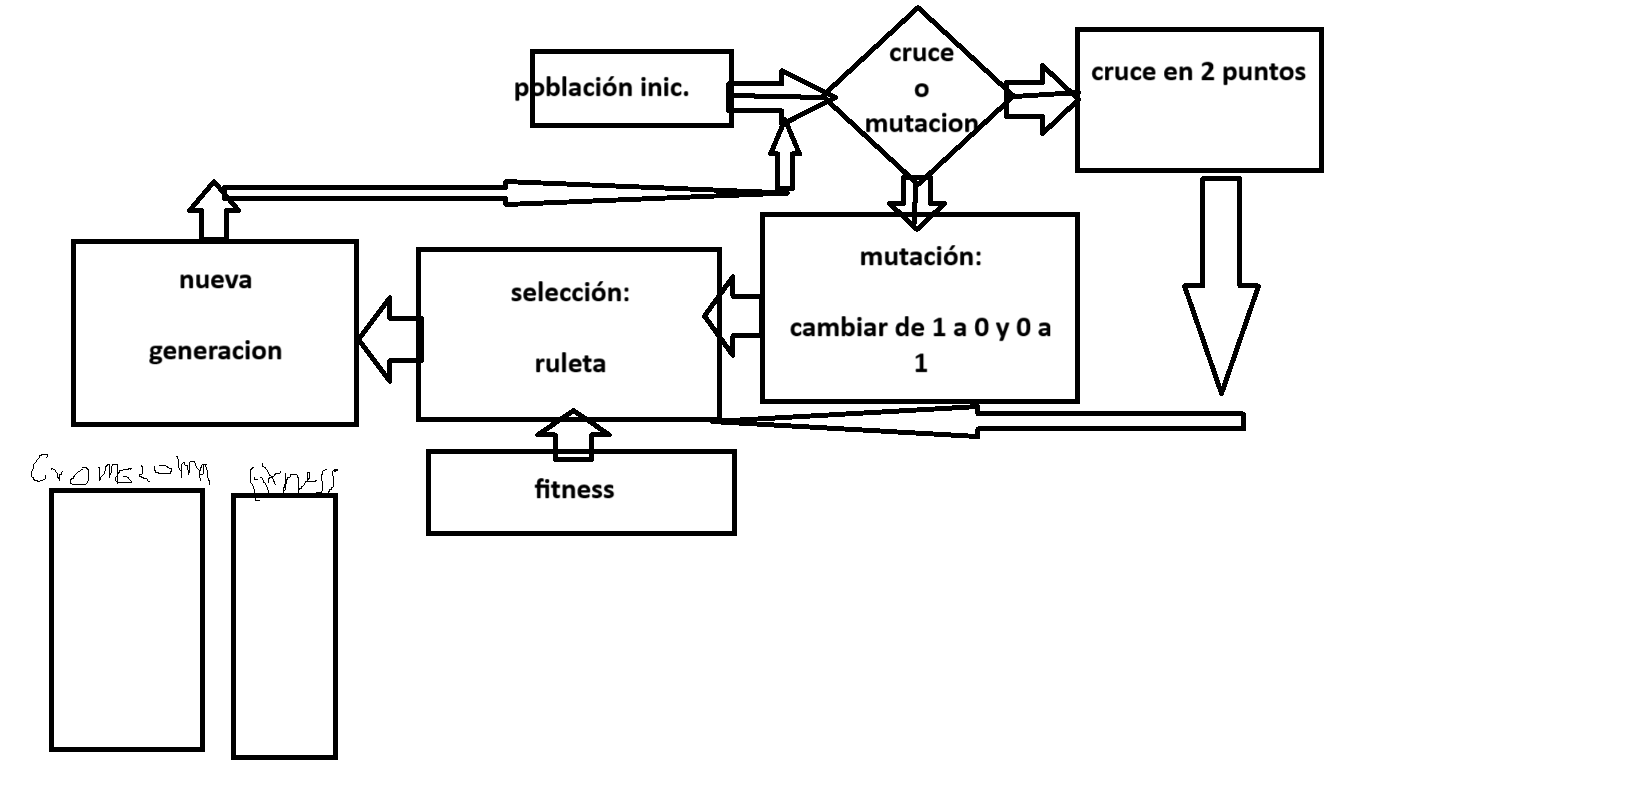 población inic.
cruce
o
mutacion
cruce en 2 puntos
mutación:
cambiar de 1 a 0 y 0 a
1
selección:
ruleta
nueva
generacion
fitness
Cromosoma
fitness